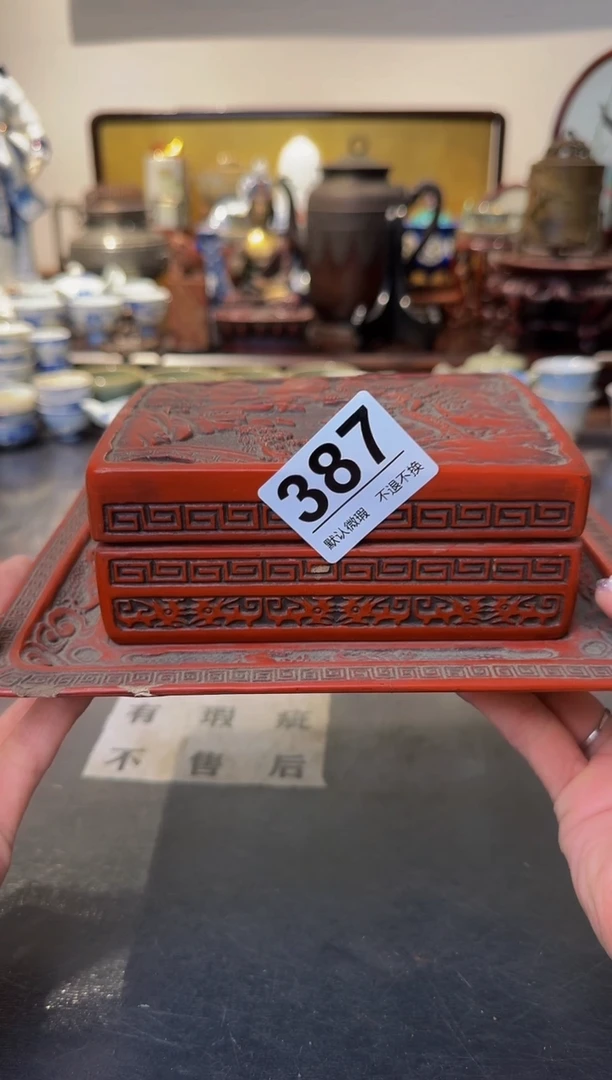 387
默认微瑕 不退不换
有瑕疵
不售后